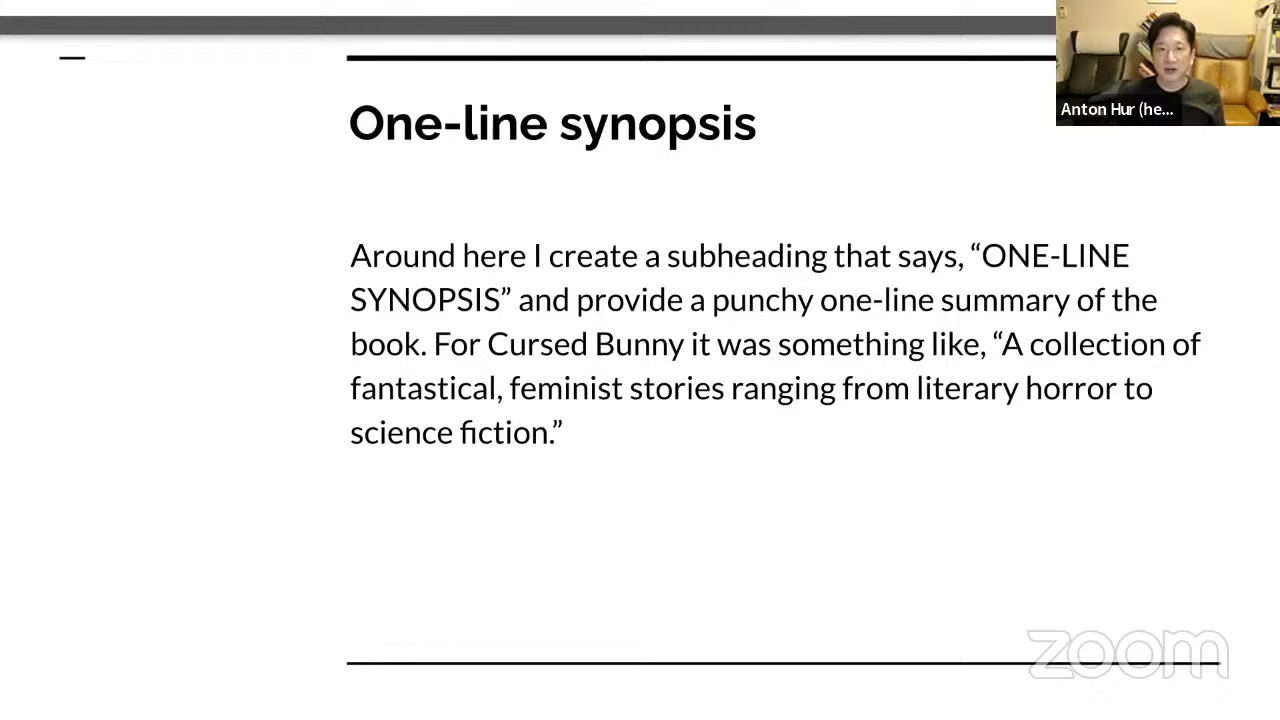 Anton Hur (he...
One-line synopsis
Around here I create a subheading that says, “ONE-LINE
SYNOPSIS” and provide a punchy one-line summary of the
book. For Cursed Bunny it was something like, “A collection of
fantastical, feminist stories ranging from literary horror to
science fiction.”
zoom